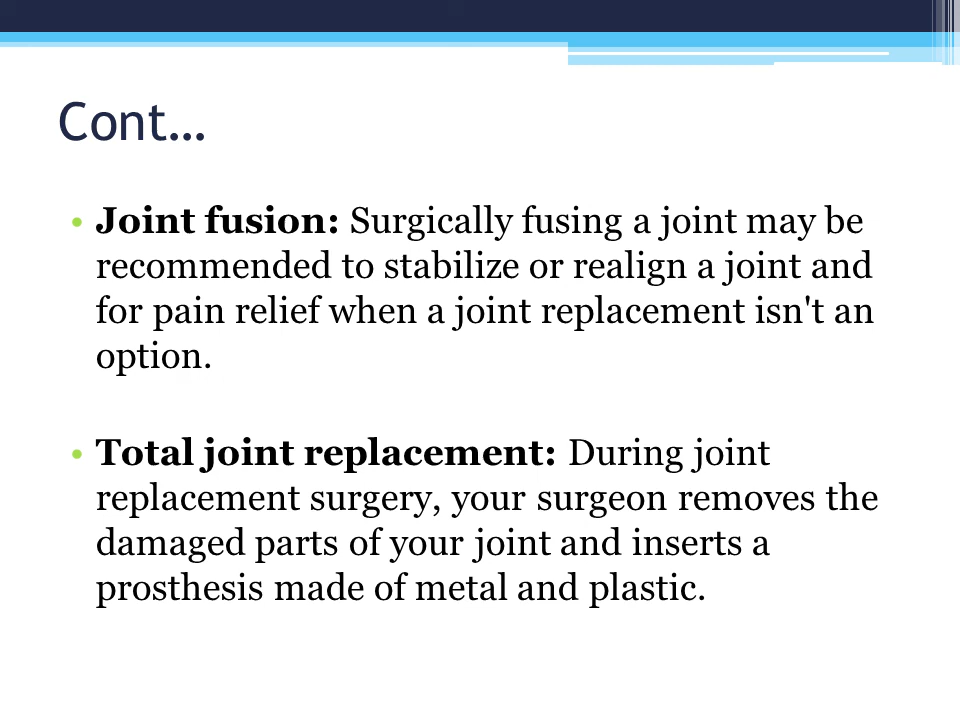 Cont…
• Joint fusion: Surgically fusing a joint may be
recommended to stabilize or realign a joint and
for pain relief when a joint replacement isn't an
option.
• Total joint replacement: During joint
replacement surgery, your surgeon removes the
damaged parts of your joint and inserts a
prosthesis made of metal and plastic.